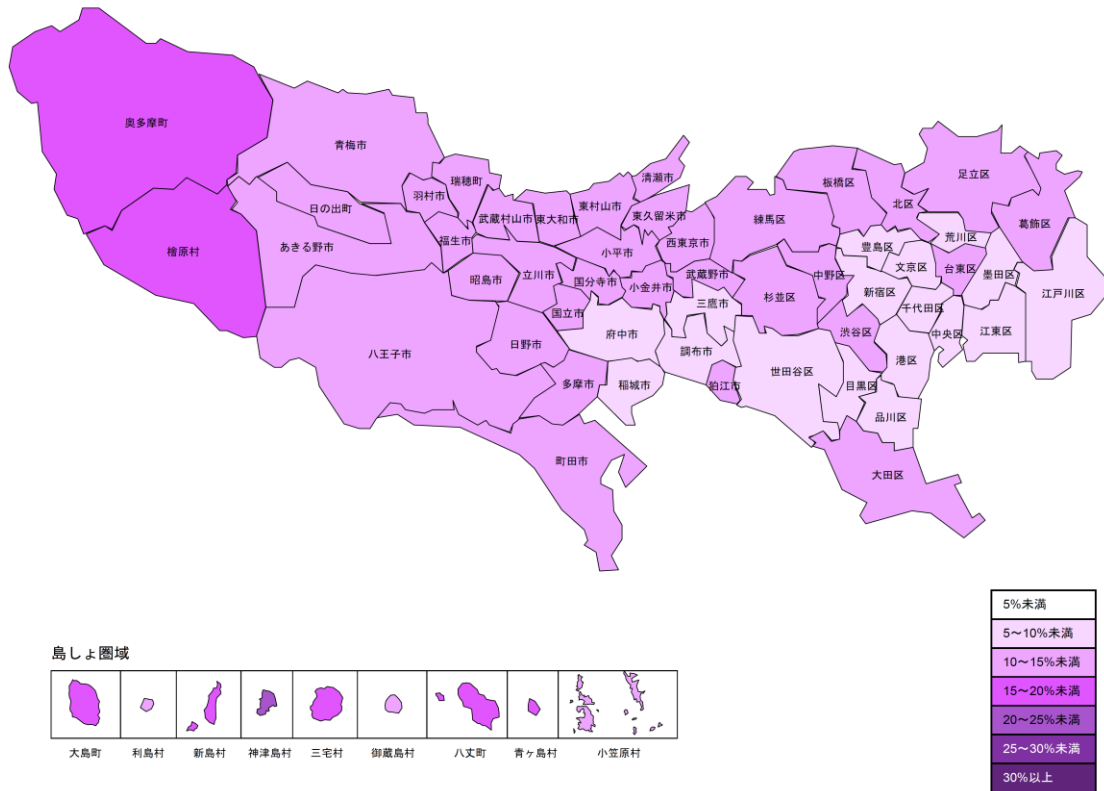 奥多摩町
青梅市
瑞穂町
羽村市
日の出町
檜原村
あきる野市
福生市
武蔵村山市
東大和市
東村山市
清瀬市
東久留米市
西東京市
小平市
昭島市
立川市
国分寺市
小金井市
武蔵野市
国立市
三鷹市
府中市
日野市
八王子市
調布市
多摩市
稲城市
狛江市
町田市
練馬区
板橋区
北区
足立区
葛飾区
荒川区
豊島区
文京区
台東区
墨田区
江戸川区
中野区
杉並区
新宿区
千代田区
中央区
江東区
渋谷区
港区
世田谷区
目黒区
品川区
大田区
島しょ圏域
大島町
利島村
新島村
神津島村
三宅村
御蔵島村
八丈町
青ヶ島村
小笠原村
5%未満
5〜10%未満
10〜15%未満
15〜20%未満
20〜25%未満
25〜30%未満
30%以上